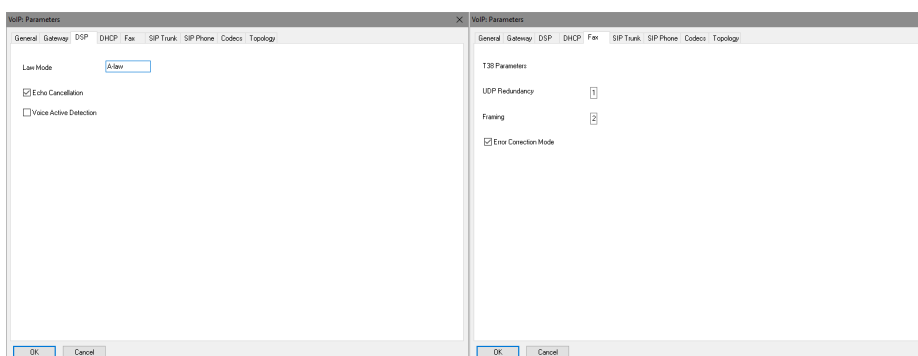 VoIP: Parameters
General Gateway DSP DHCP Fax SIP Trunk SIP Phone Codecs Topology
Law Mode A-law
Echo Cancellation
Voice Active Detection
OK Cancel
VoIP: Parameters
General Gateway DSP DHCP Fax SIP Trunk SIP Phone Codecs Topology
T38 Parameters
UDP Redundancy 1
Framing 2
Error Correction Mode
OK Cancel